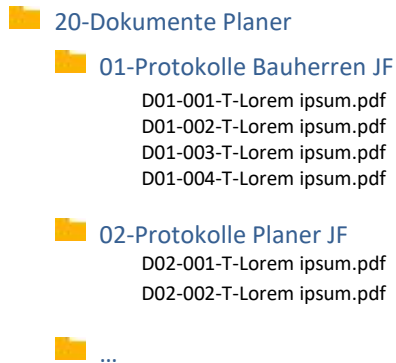 20-Dokumente Planer
01-Protokolle Bauherren JF
D01-001-T-Lorem ipsum.pdf
D01-002-T-Lorem ipsum.pdf
D01-003-T-Lorem ipsum.pdf
D01-004-T-Lorem ipsum.pdf
02-Protokolle Planer JF
D02-001-T-Lorem ipsum.pdf
D02-002-T-Lorem ipsum.pdf
...